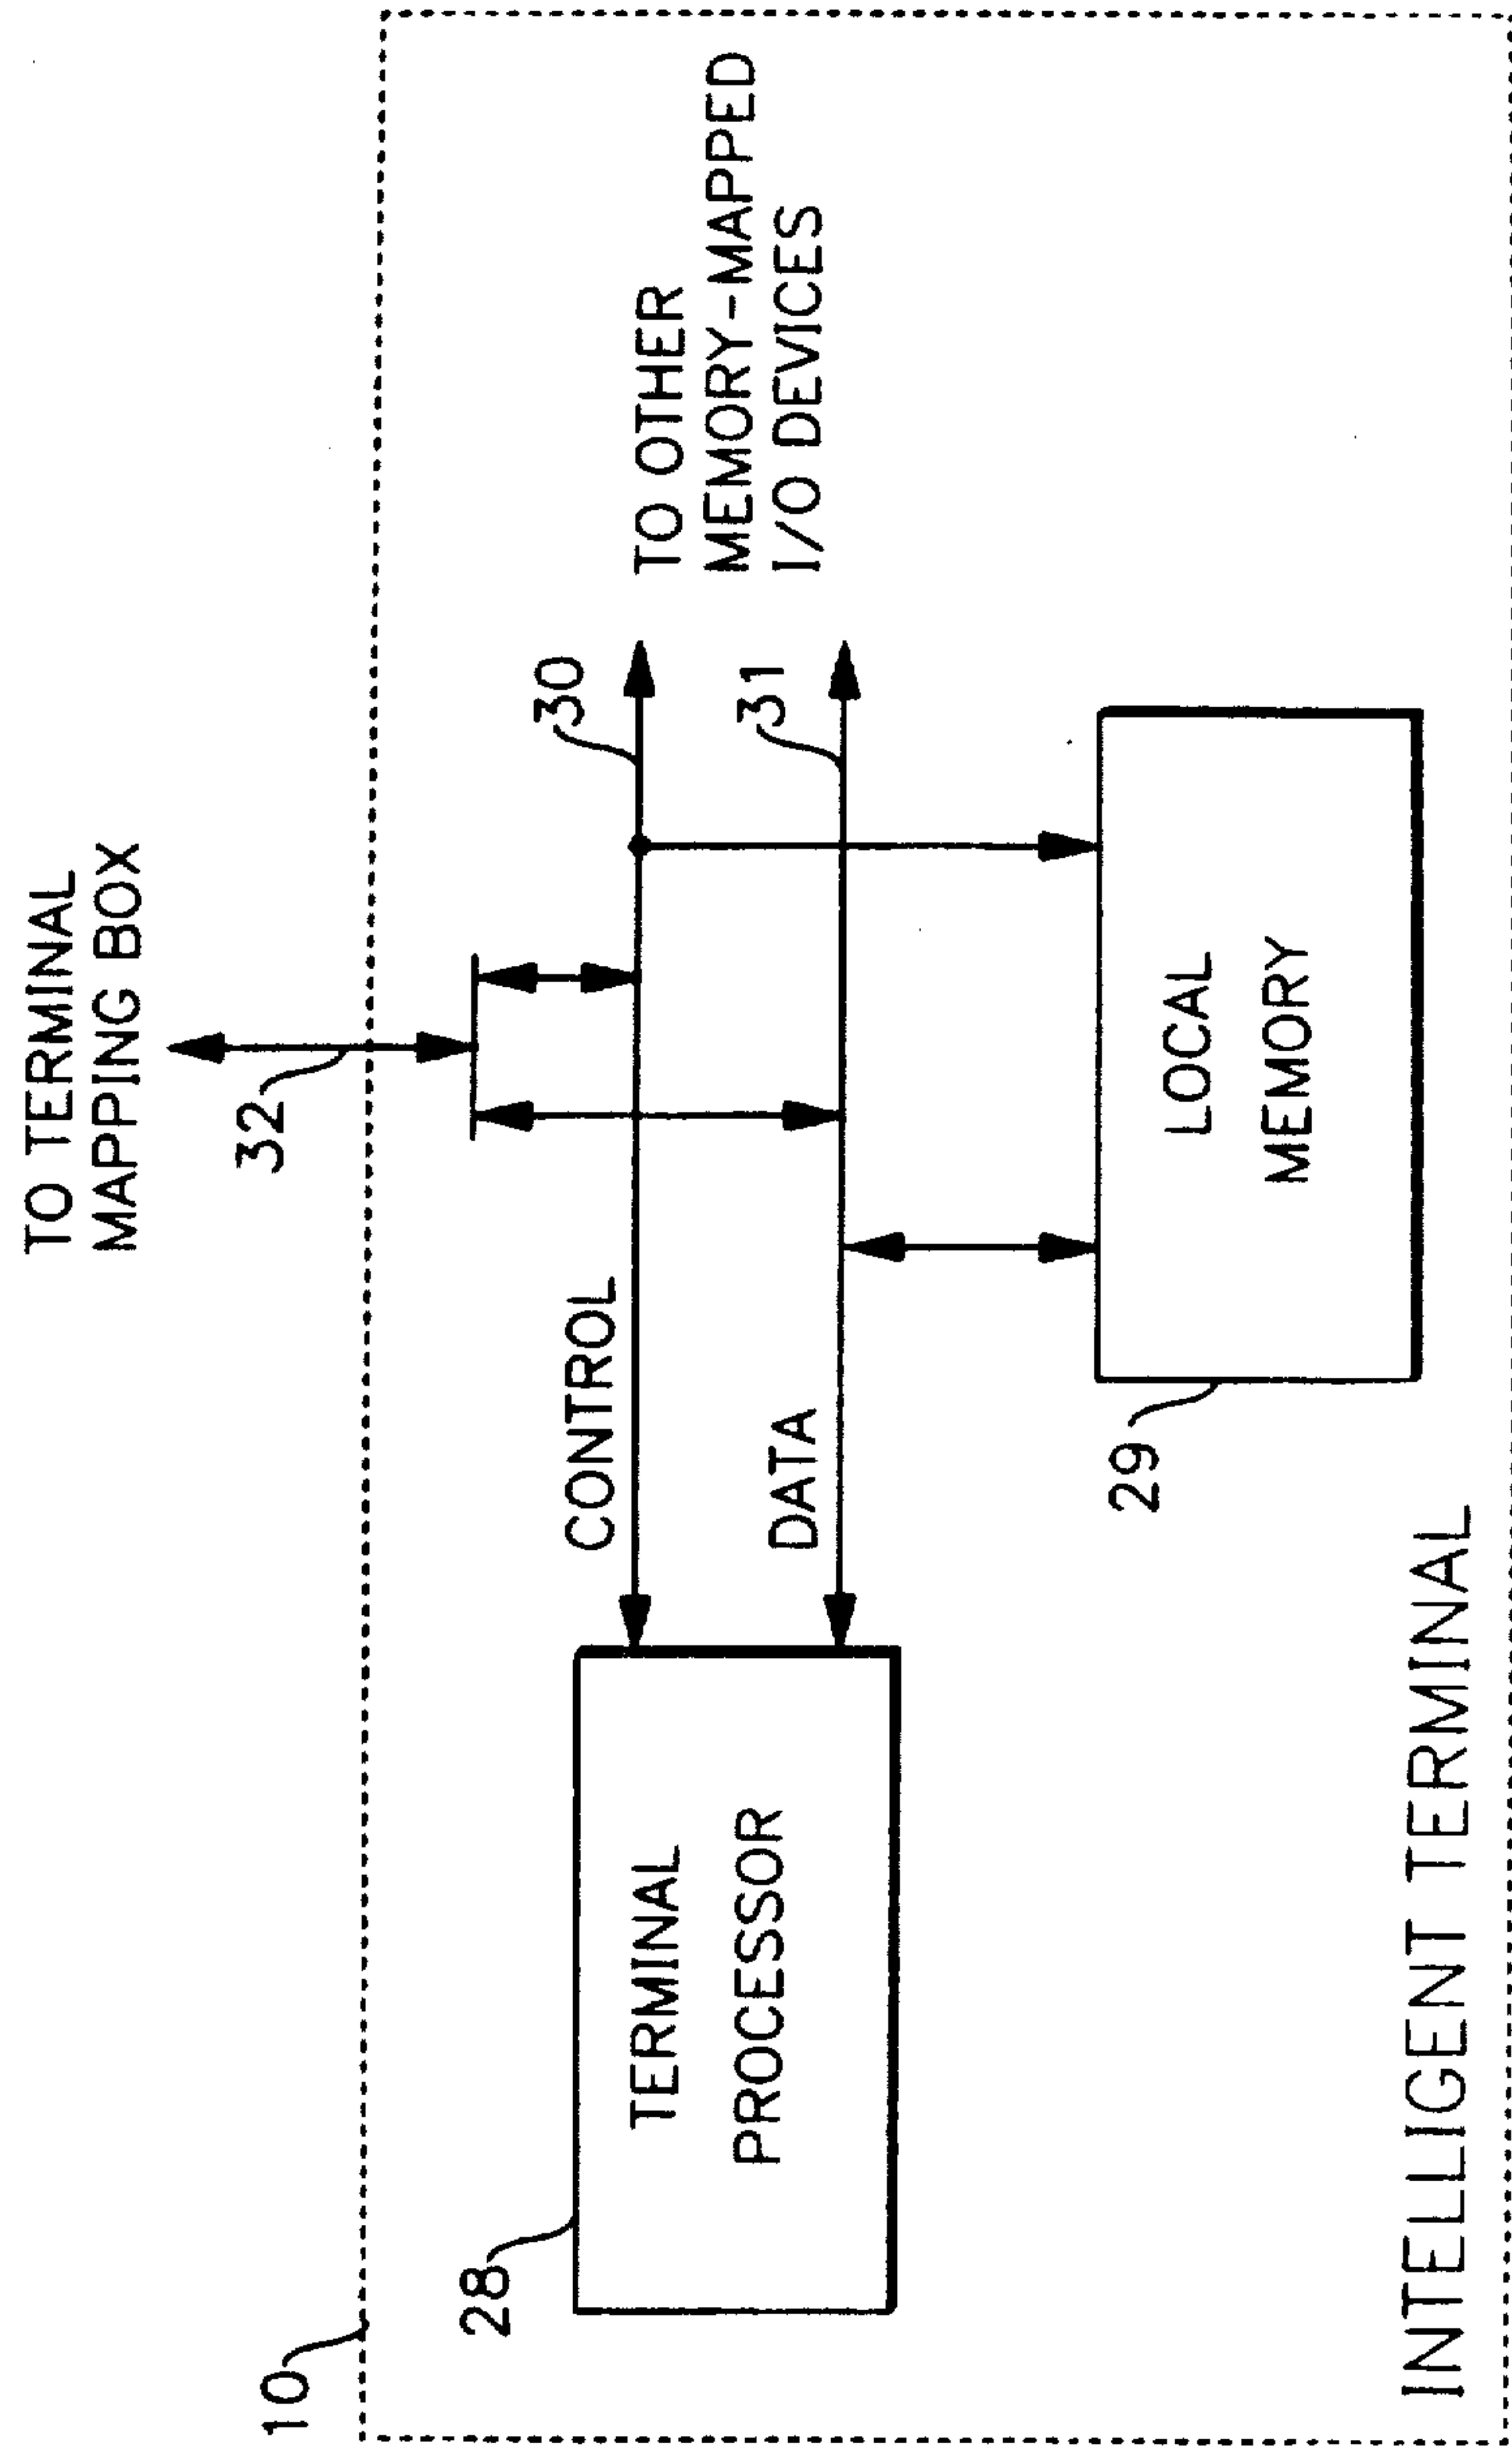 TO TERMINAL
MAPPING BOX
32
10
28
TERMINAL
PROCESSOR
CONTROL
30
DATA
31
TO OTHER
MEMORY-MAPPED
I/O DEVICES
29
LOCAL
MEMORY
INTELLIGENT TERMINAL